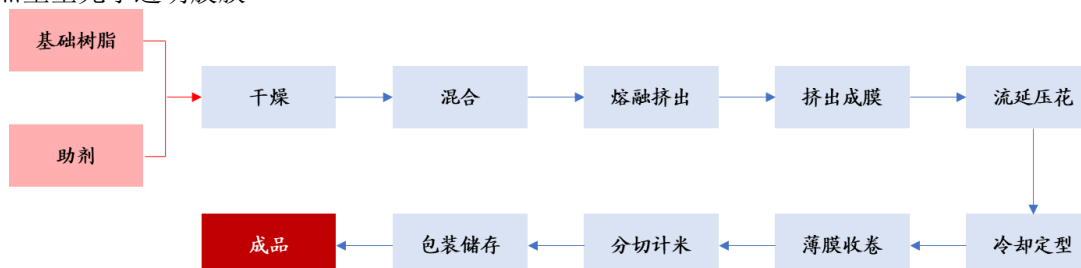 基础树脂
助剂
干燥
混合
熔融挤出
挤出成膜
流延压花
冷却定型
薄膜收卷
分切计米
包装储存
成品